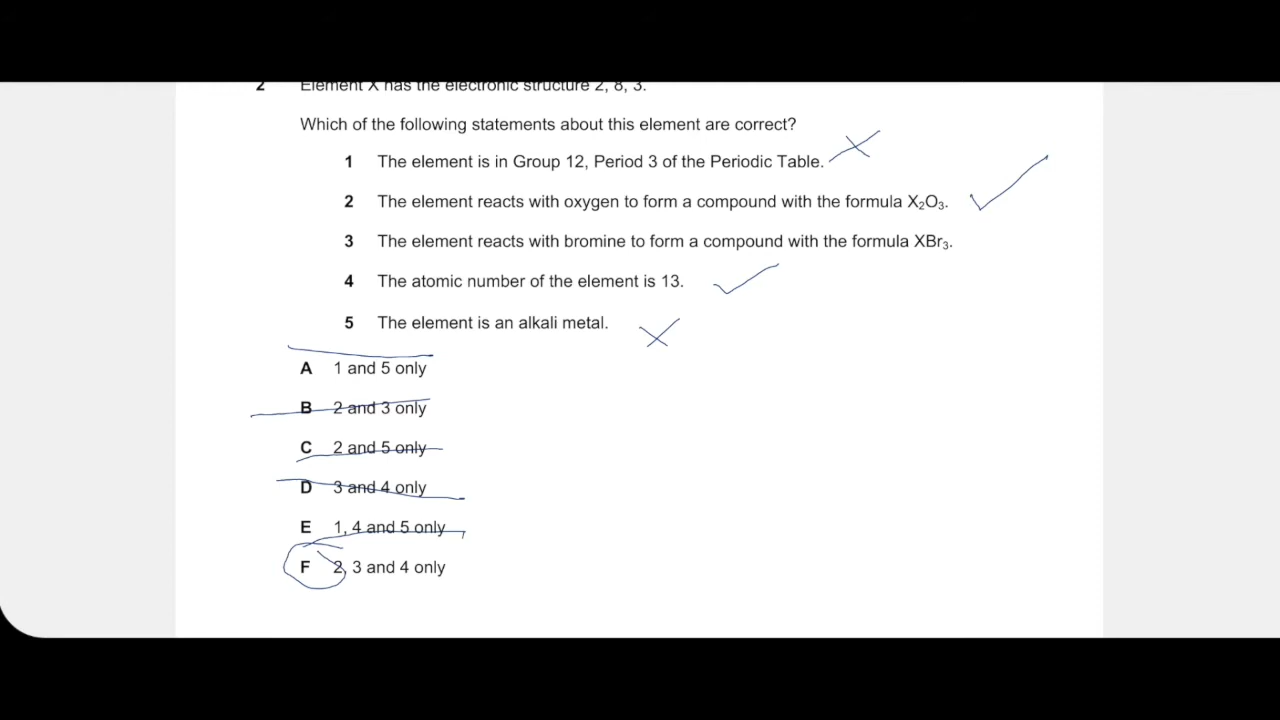 2 Element X has the electronic structure 2, 8, 3.
Which of the following statements about this element are correct?
1 The element is in Group 12, Period 3 of the Periodic Table.
2 The element reacts with oxygen to form a compound with the formula X₂O₃.
3 The element reacts with bromine to form a compound with the formula XBr₃.
4 The atomic number of the element is 13.
5 The element is an alkali metal.
A 1 and 5 only
B 2 and 3 only
C 2 and 5 only
D 3 and 4 only
E 1, 4 and 5 only
F 2, 3 and 4 only